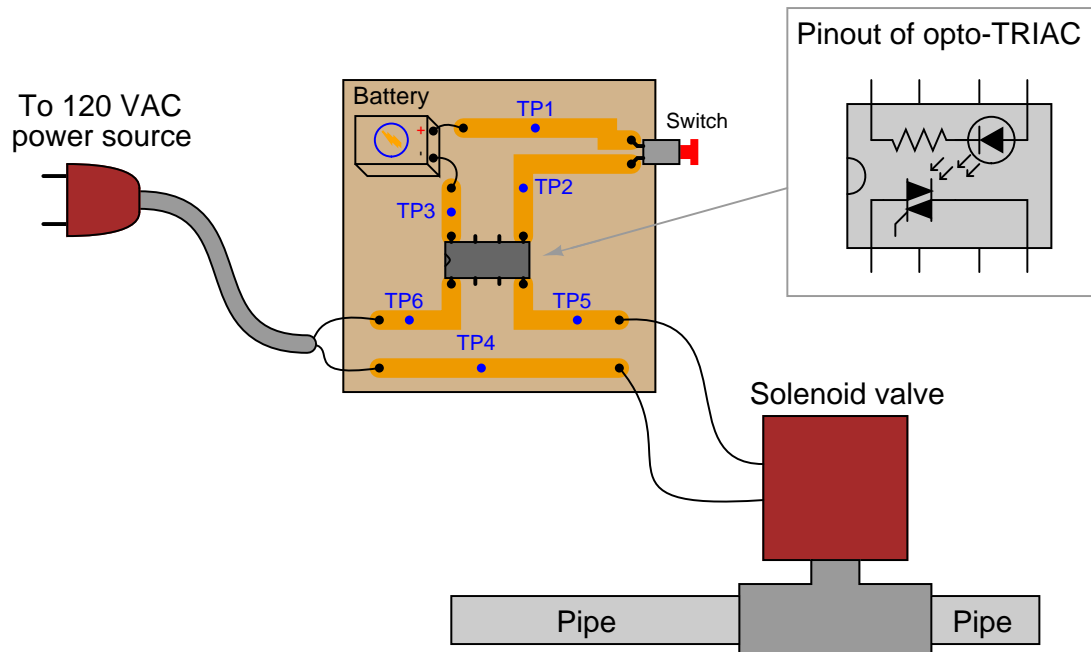 Pinout of opto-TRIAC
To 120 VAC
power source
Battery
+
-
TP1
Switch
TP2
TP3
TP6
TP5
TP4
Solenoid valve
Pipe
Pipe